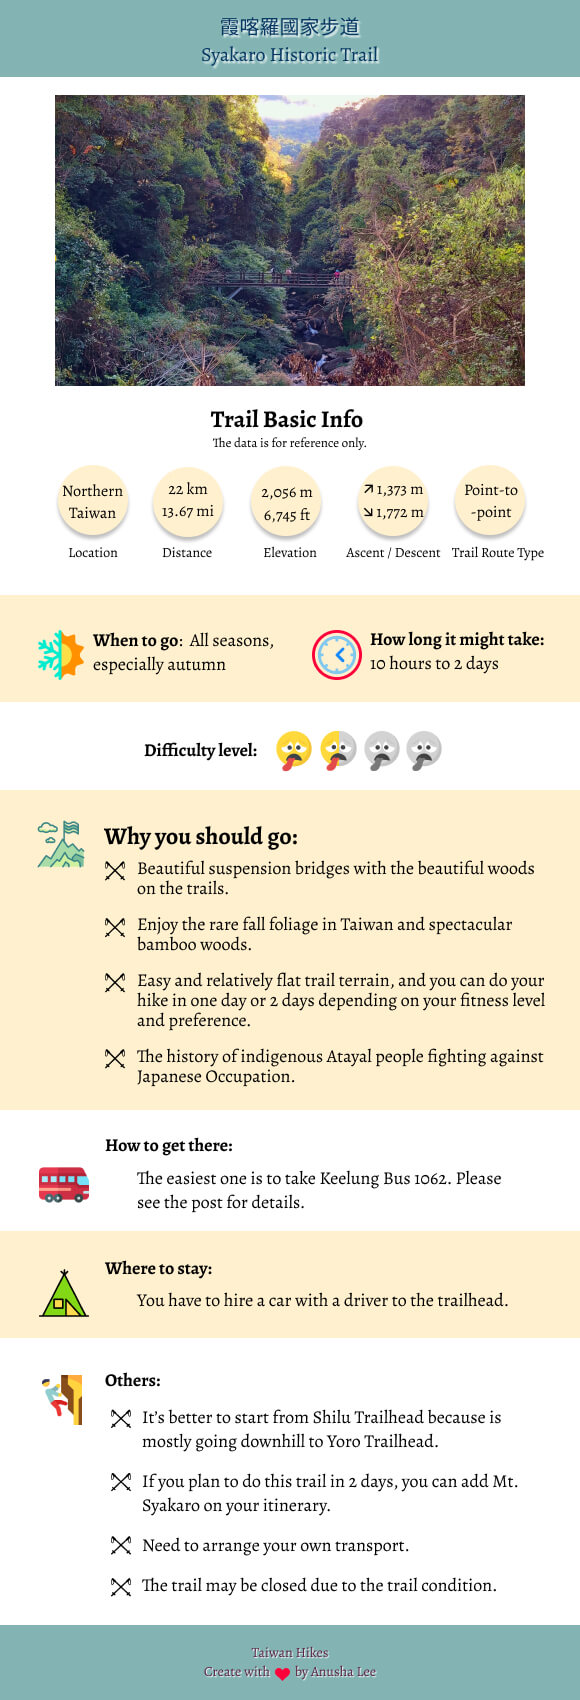 霞喀羅國家步道
Syakaro Historic Trail
Trail Basic Info
The data is for reference only.
Northern
Taiwan
Location
22 km
13.67 mi
Distance
2,056 m
6,745 ft
Elevation
↗ 1,373 m
↘ 1,772 m
Ascent / Descent
Point-to
-point
Trail Route Type
When to go: All seasons,
especially autumn
How long it might take:
10 hours to 2 days
Difficulty level:
Why you should go:
Beautiful suspension bridges with the beautiful woods
on the trails.
Enjoy the rare fall foliage in Taiwan and spectacular
bamboo woods.
Easy and relatively flat trail terrain, and you can do your
hike in one day or 2 days depending on your fitness level
and preference.
The history of indigenous Atayal people fighting against
Japanese Occupation.
How to get there:
The easiest one is to take Keelung Bus 1062. Please
see the post for details.
Where to stay:
You have to hire a car with a driver to the trailhead.
Others:
It's better to start from Shilu Trailhead because is
mostly going downhill to Yoro Trailhead.
If you plan to do this trail in 2 days, you can add Mt.
Syakaro on your itinerary.
Need to arrange your own transport.
The trail may be closed due to the trail condition.
Taiwan Hikes
Create with ❤ by Anusha Lee